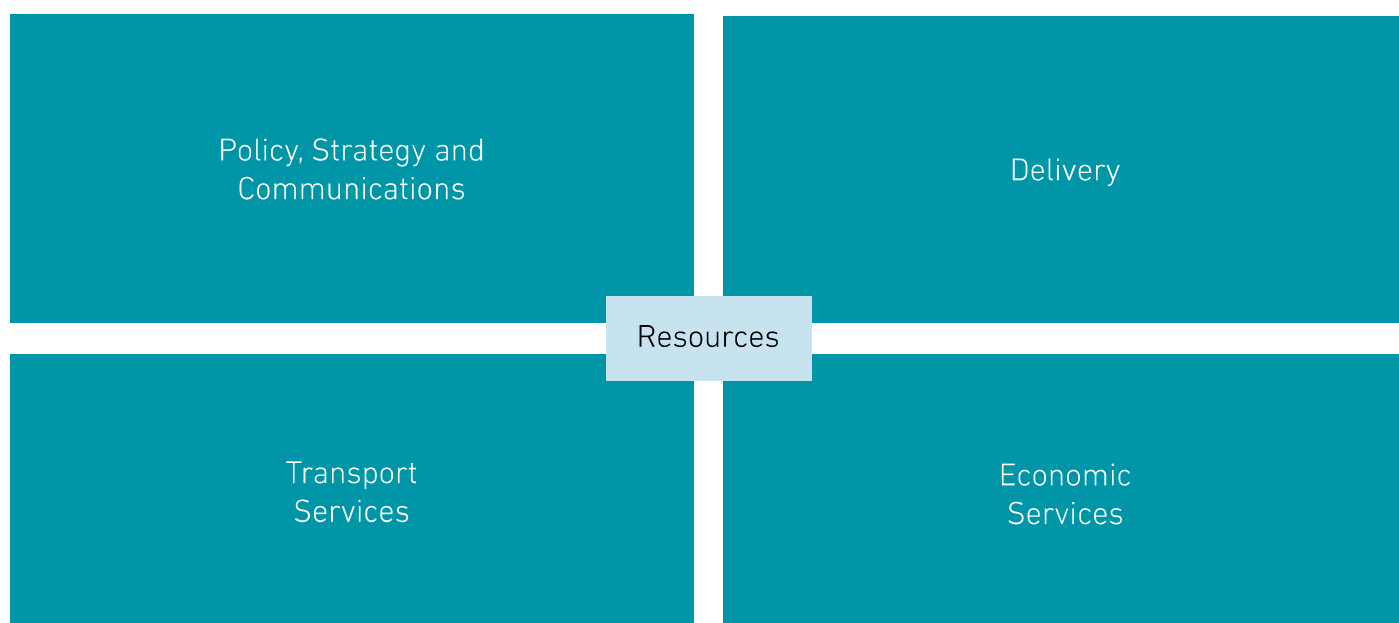 Policy, Strategy and
Communications
Delivery
Resources
Transport
Services
Economic
Services